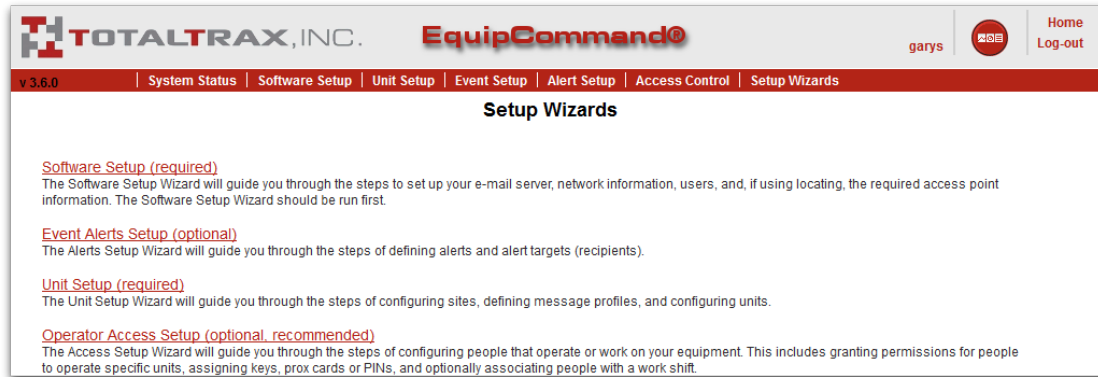 TOTALTRAX, INC.
EquipCommand®
garys
Home
Log-out
v 3.6.0
System Status | Software Setup | Unit Setup | Event Setup | Alert Setup | Access Control | Setup Wizards
Setup Wizards
Software Setup (required)
The Software Setup Wizard will guide you through the steps to set up your e-mail server, network information, users, and, if using locating, the required access point
information. The Software Setup Wizard should be run first.
Event Alerts Setup (optional)
The Alerts Setup Wizard will guide you through the steps of defining alerts and alert targets (recipients).
Unit Setup (required)
The Unit Setup Wizard will guide you through the steps of configuring sites, defining message profiles, and configuring units.
Operator Access Setup (optional, recommended)
The Access Setup Wizard will guide you through the steps of configuring people that operate or work on your equipment. This includes granting permissions for people
to operate specific units, assigning keys, prox cards or PINs, and optionally associating people with a work shift.